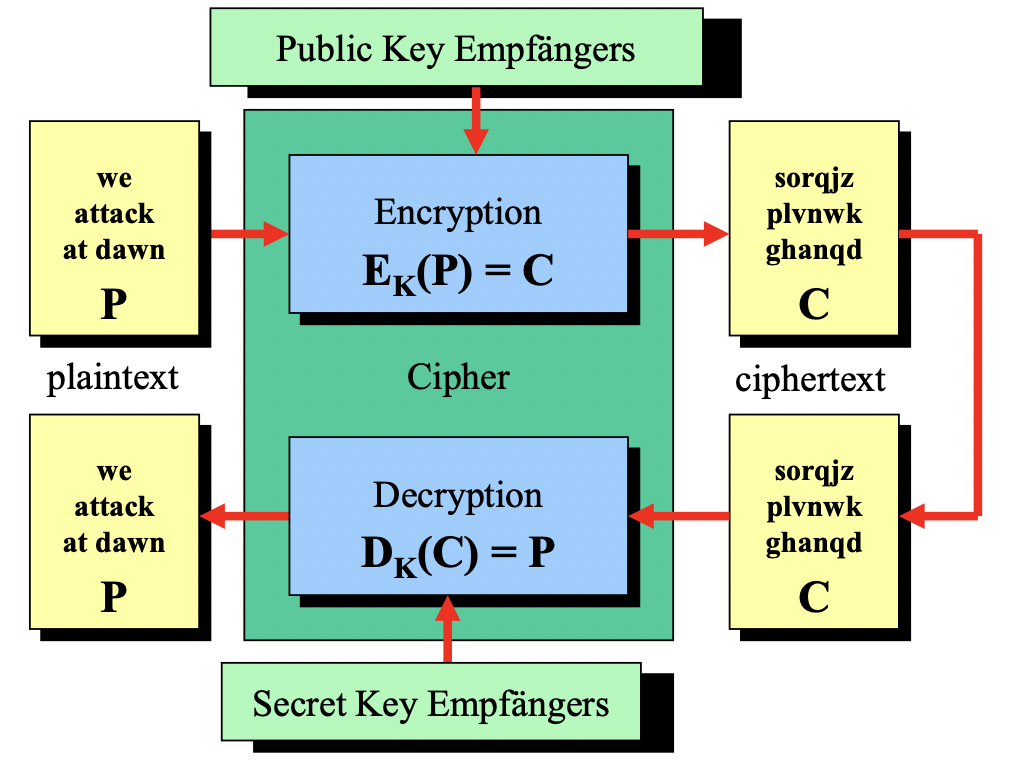 Public Key Empfängers
we
attack
at dawn
P
Encryption
E_K(P) = C
sorqjz
plvnwk
ghanqd
C
plaintext
Cipher
ciphertext
we
attack
at dawn
P
Decryption
D_K(C) = P
sorqjz
plvnwk
ghanqd
C
Secret Key Empfängers